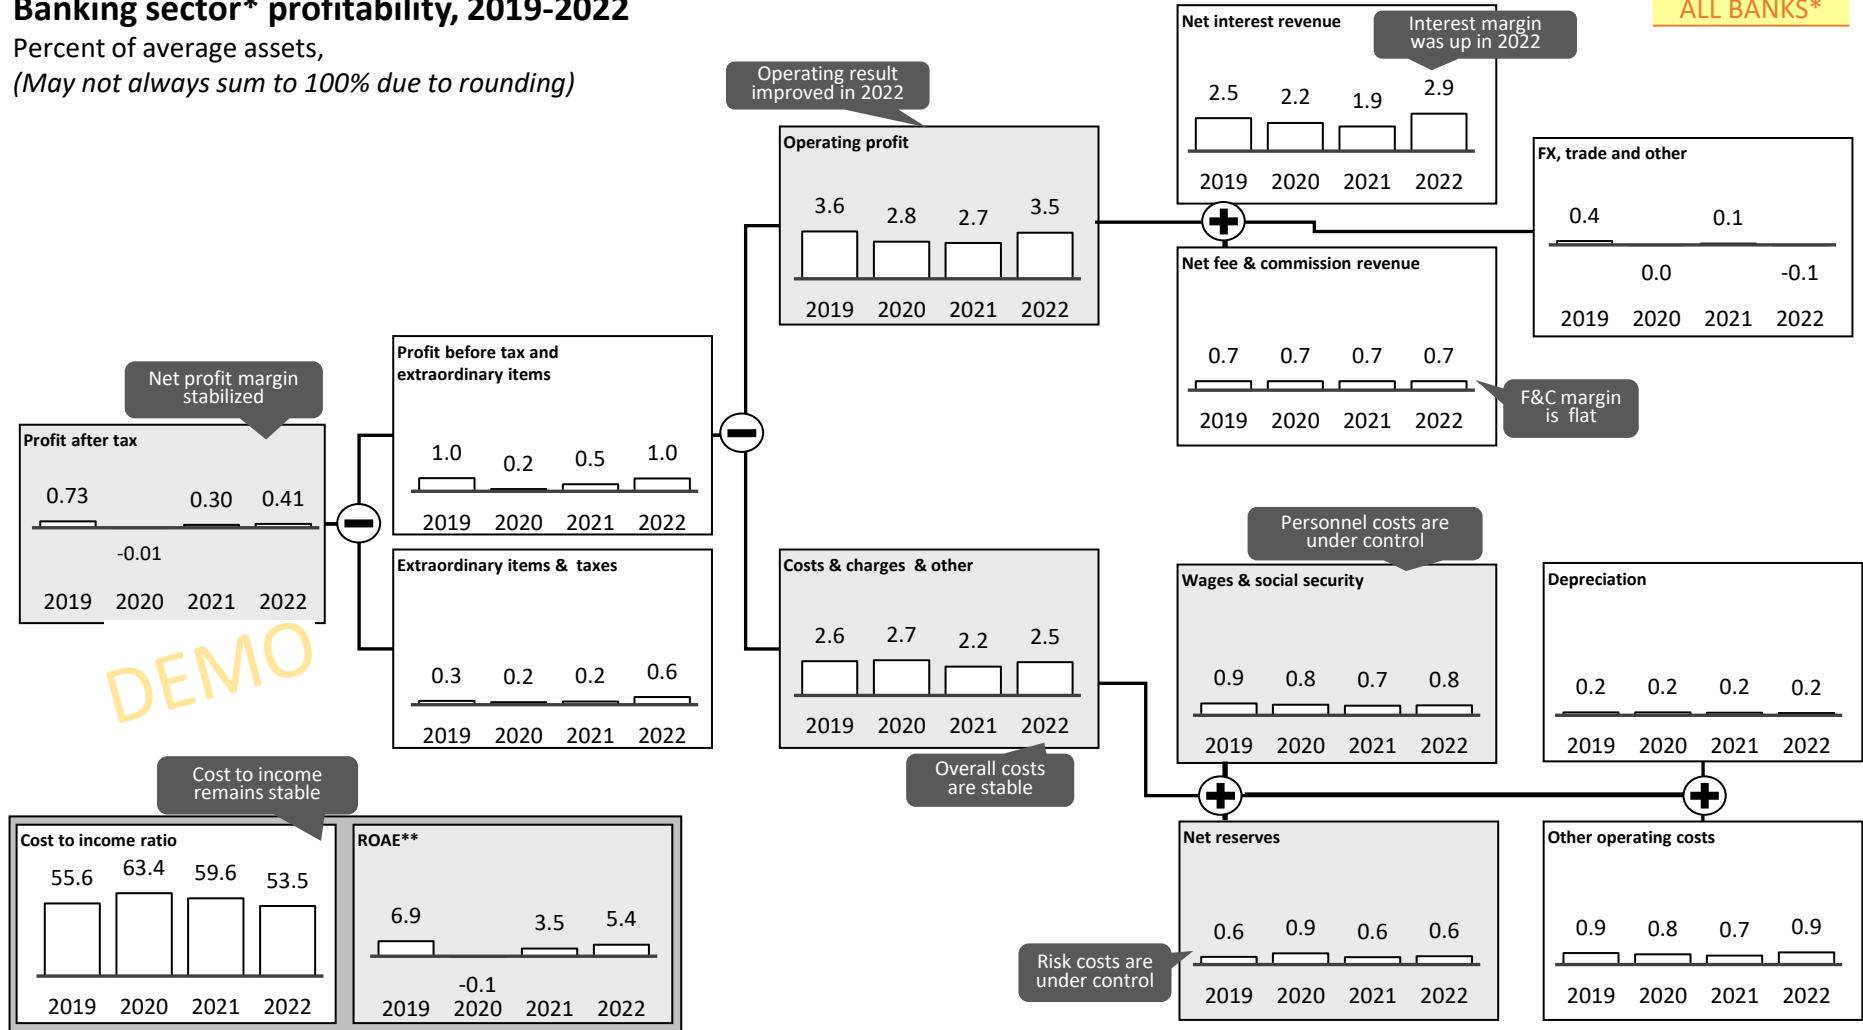 Banking sector* profitability, 2019-2022
Percent of average assets,
(May not always sum to 100% due to rounding)
ALL BANKS*
Net interest revenue
Interest margin
was up in 2022
2.5 2.2 1.9 2.9
2019 2020 2021 2022
Operating result
improved in 2022
Operating profit
3.6 2.8 2.7 3.5
2019 2020 2021 2022
FX, trade and other
0.4 0.1
0.0 -0.1
2019 2020 2021 2022
Net fee & commission revenue
0.7 0.7 0.7 0.7
2019 2020 2021 2022
F&C margin
is flat
Profit before tax and
extraordinary items
1.0 0.2 0.5 1.0
2019 2020 2021 2022
Net profit margin
stabilized
Profit after tax
0.73 0.30 0.41
-0.01
2019 2020 2021 2022
DEMO
Extraordinary items & taxes
0.3 0.2 0.2 0.6
2019 2020 2021 2022
Costs & charges & other
2.6 2.7 2.2 2.5
2019 2020 2021 2022
Overall costs
are stable
Personnel costs are
under control
Wages & social security
0.9 0.8 0.7 0.8
2019 2020 2021 2022
Depreciation
0.2 0.2 0.2 0.2
2019 2020 2021 2022
Cost to income
remains stable
Cost to income ratio
55.6 63.4 59.6 53.5
2019 2020 2021 2022
ROAE**
6.9 3.5 5.4
-0.1
2019 2020 2021 2022
Net reserves
0.6 0.9 0.6 0.6
2019 2020 2021 2022
Risk costs are
under control
Other operating costs
0.9 0.8 0.7 0.9
2019 2020 2021 2022